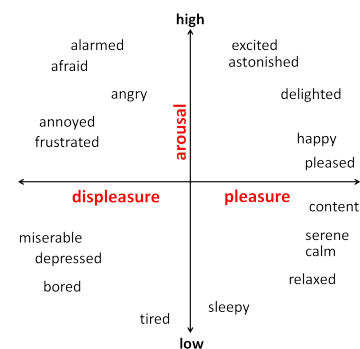 high
alarmed
excited
afraid
astonished
angry
delighted
annoyed
arousal
frustrated
happy
pleased
displeasure
pleasure
content
miserable
serene
depressed
calm
bored
relaxed
sleepy
tired
low